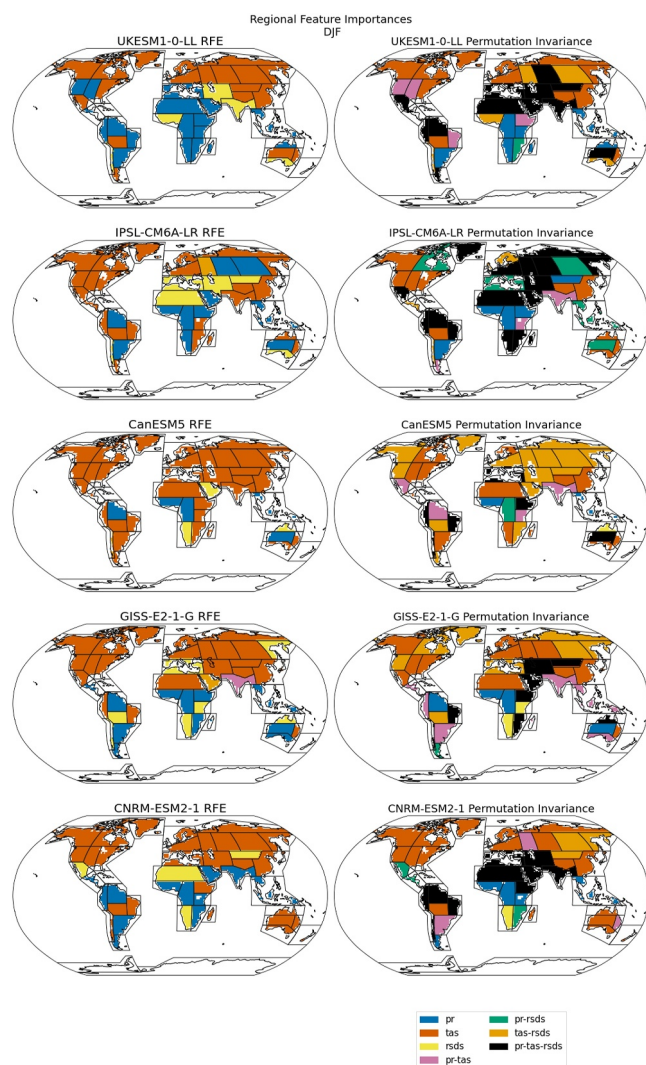 Regional Feature Importances
DJF
UKESM1-0-LL RFE
UKESM1-0-LL Permutation Invariance
IPSL-CM6A-LR RFE
IPSL-CM6A-LR Permutation Invariance
CanESM5 RFE
CanESM5 Permutation Invariance
GISS-E2-1-G RFE
GISS-E2-1-G Permutation Invariance
CNRM-ESM2-1 RFE
CNRM-ESM2-1 Permutation Invariance
pr
tas
rsds
pr-tas
pr-rsds
tas-rsds
pr-tas-rsds